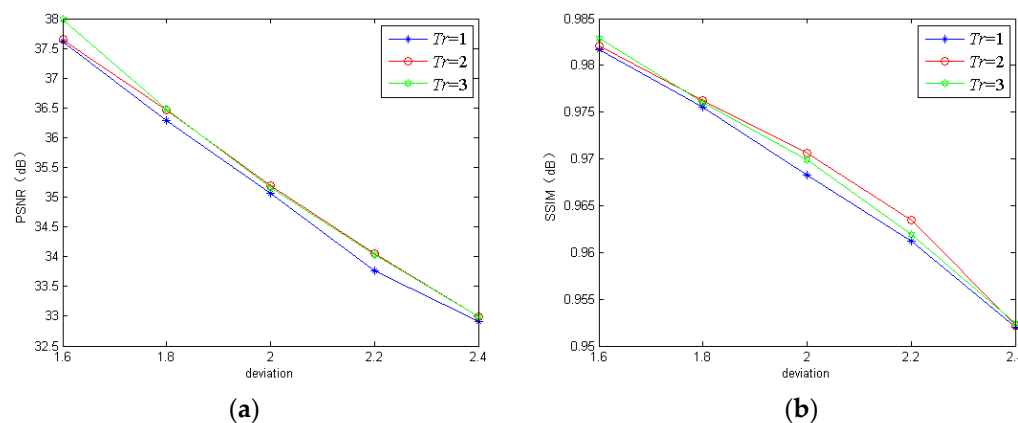 38
37.5
37
36.5
36
35.5
35
34.5
34
33.5
33
32.5
PSNR（dB）
1.6 1.8 2 2.2 2.4
deviation
Tr=1
Tr=2
Tr=3
(a)
0.985
0.98
0.975
0.97
0.965
0.96
0.955
0.95
SSIM（dB）
1.6 1.8 2 2.2 2.4
deviation
Tr=1
Tr=2
Tr=3
(b)